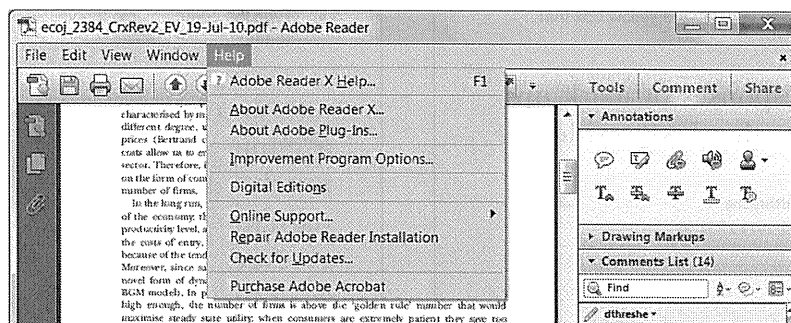 ecoj_2384_CrxRev2_EV_19-Jul-10.pdf - Adobe Reader
File Edit View Window Help
Tools Comment Share
? Adobe Reader X Help... F1
About Adobe Reader X...
About Adobe Plug-Ins...
Improvement Program Options...
Digital Editions
Online Support...
Repair Adobe Reader Installation
Check for Updates...
Purchase Adobe Acrobat
characterised by
different degree,
prices (Bertrand
costs allow us to
sector. Therefore,
on the form of
number of firms.
In the long run,
of the economy
productivity level,
the costs of entry.
because of the
Moreover, since
novel form of
BGM model). In
high enough, the number of firms is above the 'golden rule' number that would
maximise steady state utility when consumers are extremely patient they save too
Annotations
Drawing Markups
Comments List (14)
Find
dthreshe